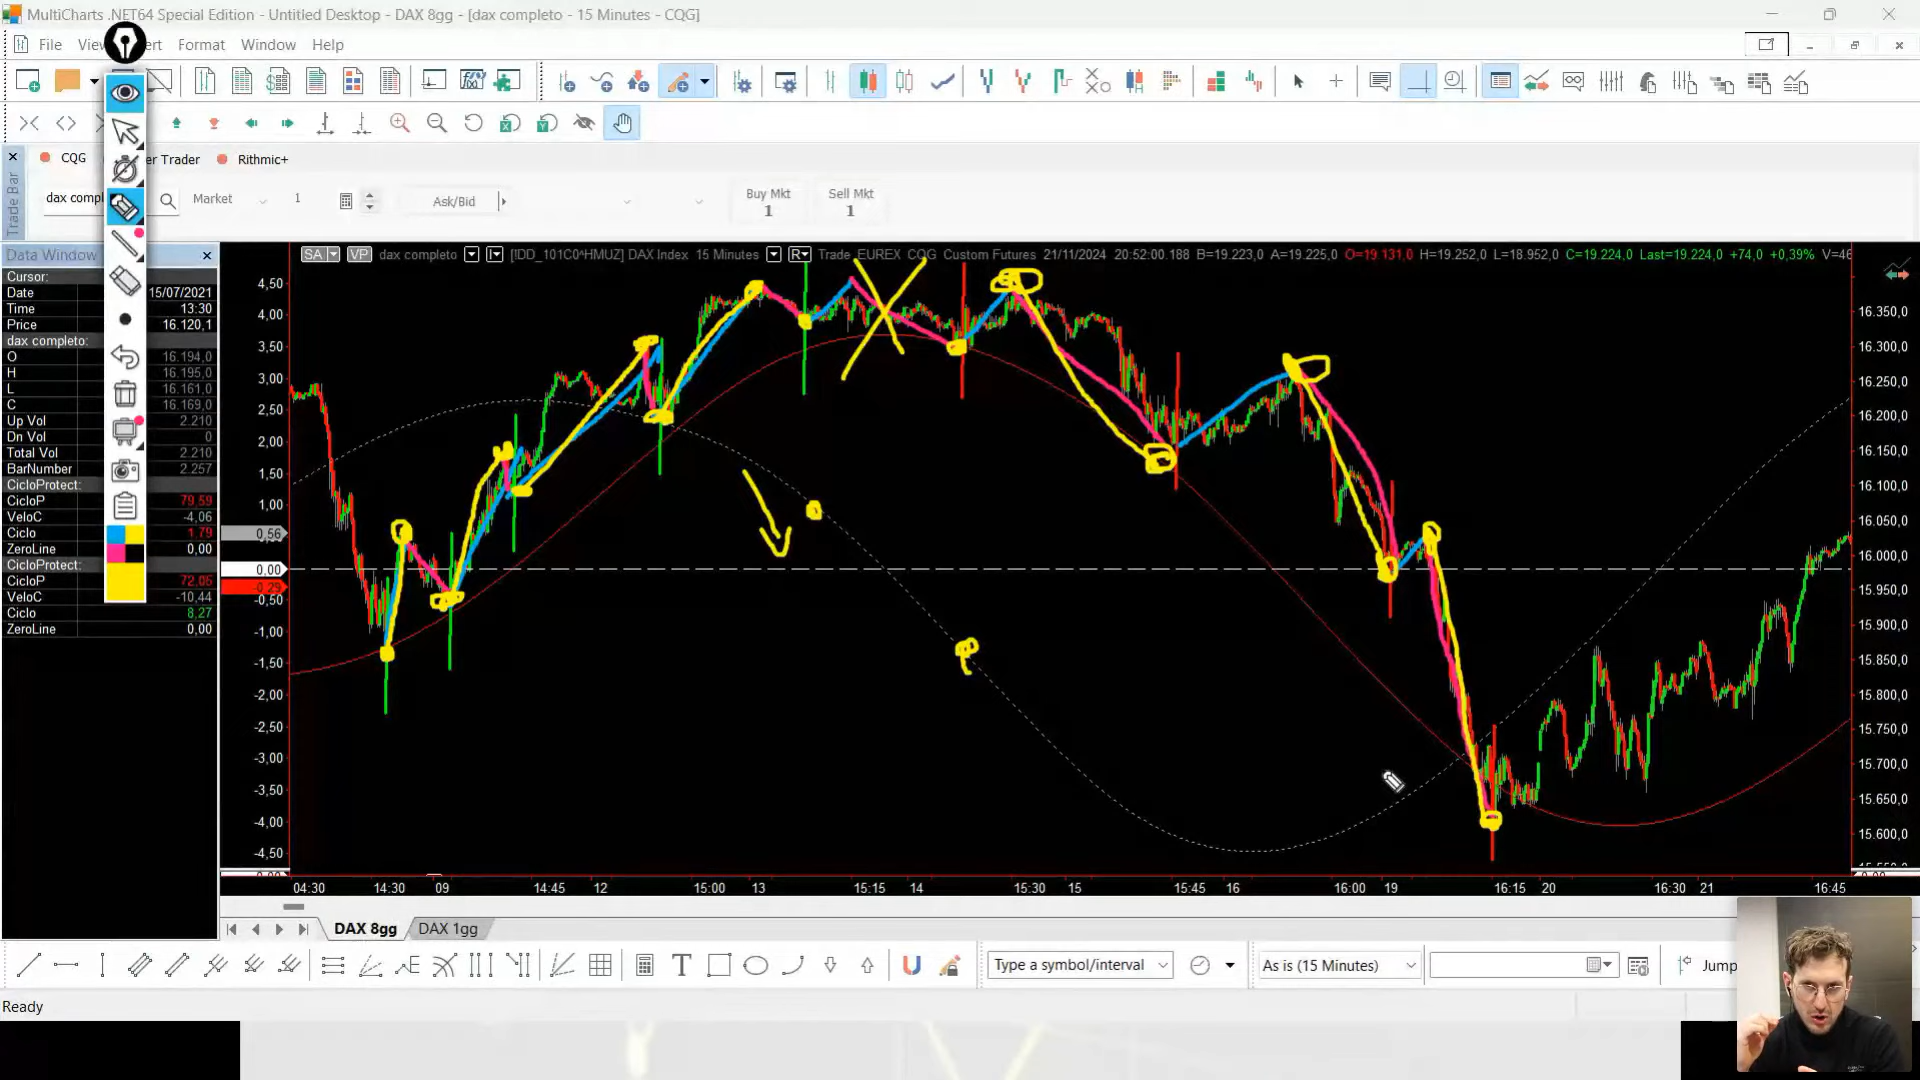 MultiCharts .NET64 Special Edition - Untitled Desktop - DAX 8gg - [dax completo - 15 Minutes - CQG]
File View Format Window Help
CQG er Trader Rithmic+
Trade Bar
dax compl Market 1 Ask/Bid Buy Mkt 1 Sell Mkt 1
Data Window
SA VP dax completo [!DD_101C0^HMUZ] DAX Index 15 Minutes R Trade EUREX CQG Custom Futures 21/11/2024 20:52:00.188 B=19.223,0 A=19.225,0 O=19.131,0 H=19.252,0 L=18.952,0 C=19.224,0 Last=19.224,0 +74,0 +0,39% V=46
Cursor:
Date 15/07/2021
Time 13:30
Price 16.120,1
dax completo:
O 16.194,0
H 16.195,0
L 16.161,0
C 16.169,0
Up Vol 2.210
Dn Vol 0
Total Vol 2.210
BarNumber 2.257
CicloProtect:
CicloP 79,59
VeloC -4,06
Ciclo 1,79
ZeroLine 0,00
CicloProtect:
CicloP 72,05
VeloC -10,44
Ciclo 8,27
ZeroLine 0,00
4,50
4,00
3,50
3,00
2,50
2,00
1,50
1,00
0,56
0,00
-0,29
-0,50
-1,00
-1,50
-2,00
-2,50
-3,00
-3,50
-4,00
-4,50
16.350,0
16.300,0
16.250,0
16.200,0
16.150,0
16.100,0
16.050,0
16.000,0
15.950,0
15.900,0
15.850,0
15.800,0
15.750,0
15.700,0
15.650,0
15.600,0
04:30 14:30 09 14:45 12 15:00 13 15:15 14 15:30 15 15:45 16 16:00 19 16:15 20 16:30 21 16:45
DAX 8gg DAX 1gg
Type a symbol/interval As is (15 Minutes) Jump
Ready